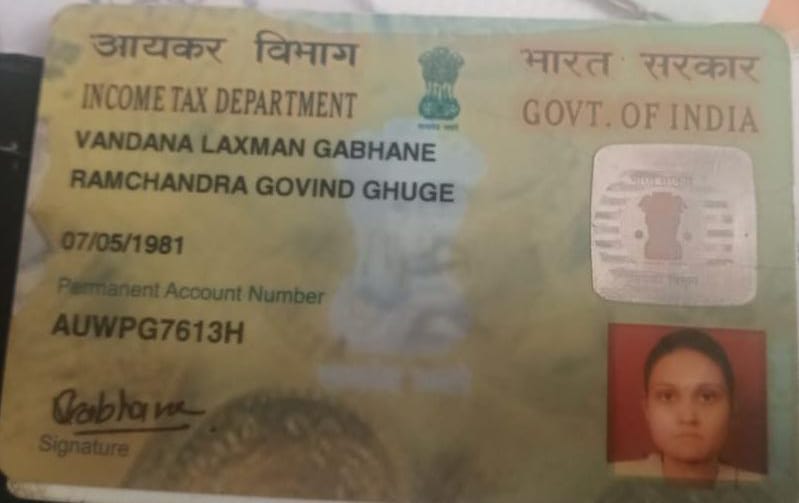 आयकर विभाग
भारत सरकार
INCOME TAX DEPARTMENT
GOVT. OF INDIA
VANDANA LAXMAN GABHANE
RAMCHANDRA GOVIND GHUGE
07/05/1981
Permanent Account Number
AUWPG7613H
Gabhane
Signature